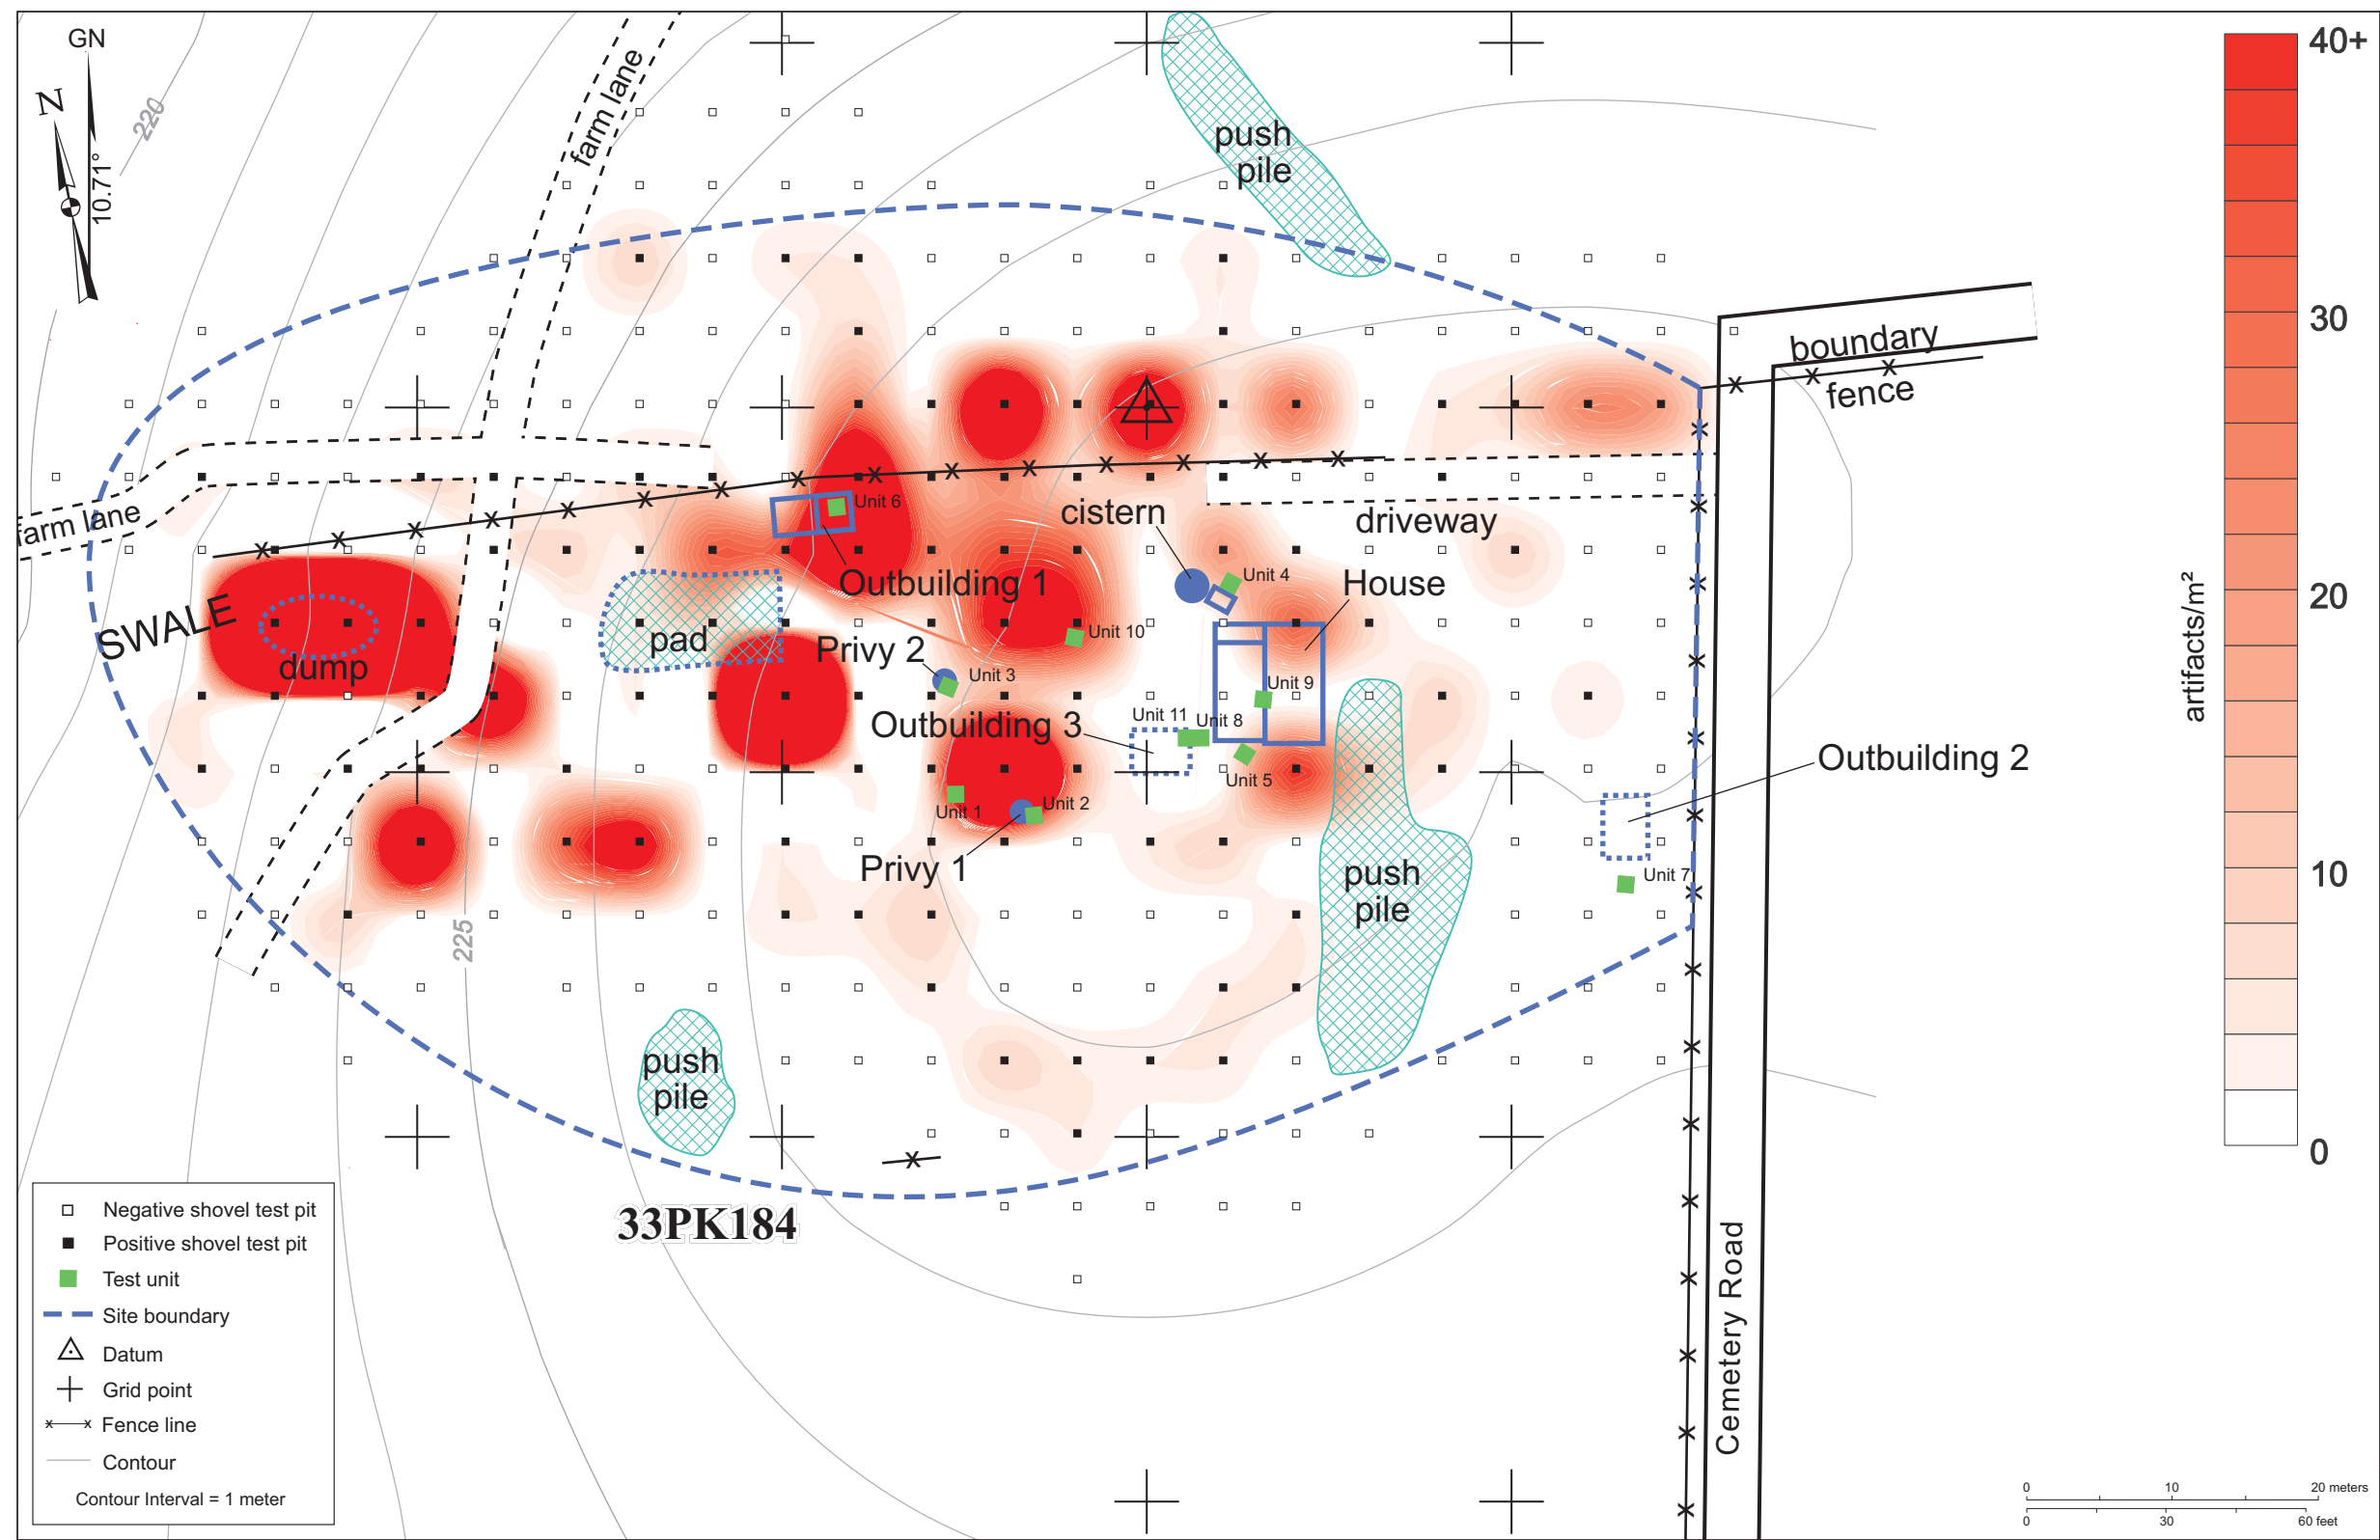 GN
N
10.71°
220
farm lane
push
pile
40+
30
20
10
0
artifacts/m²
boundary
fence
farm lane
Unit 6
cistern
driveway
Outbuilding 1
Unit 4
House
SWALE
dump
pad
Privy 2
Unit 10
Unit 3
Unit 9
Outbuilding 3
Unit 11
Unit 8
Unit 5
Outbuilding 2
Unit 1
Unit 2
Privy 1
push
pile
Unit 7
225
push
pile
33PK184
Cemetery Road
Negative shovel test pit
Positive shovel test pit
Test unit
Site boundary
Datum
Grid point
Fence line
Contour
Contour Interval = 1 meter
0 10 20 meters
0 30 60 feet